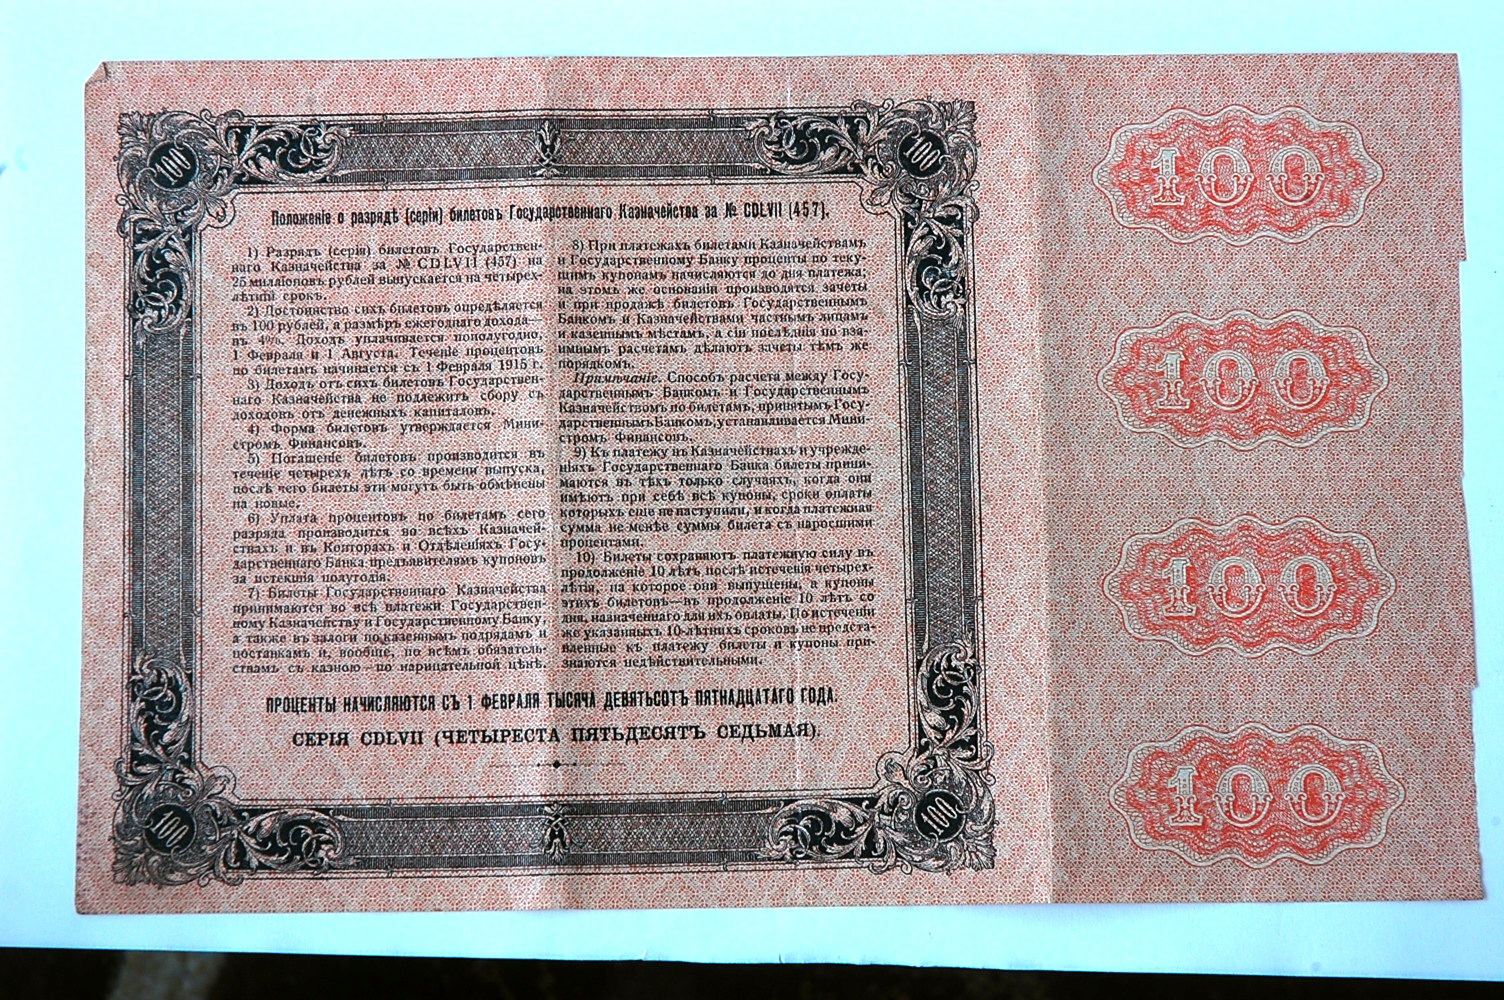 100
100
Положеніе о разрядѣ (серіи) билетовъ Государственнаго Казначейства за № CDLVII (457).
1) Разрядъ (серія) билетовъ Государствен-
наго Казначейства за № CDLVII (457) на
25 милліоновъ рублей выпускается на четырех-
лѣтній срокъ.
2) Достоинство сихъ билетовъ опредѣляется
въ 100 рублей, а размѣръ ежегоднаго дохода—
въ 4%. Доходъ уплачивается пополугодно,
1 Февраля и 1 Августа. Теченіе процентовъ
по билетамъ начинается съ 1 Февраля 1915 г.
3) Доходъ отъ сихъ билетовъ Государствен-
наго Казначейства не подлежитъ сбору съ
доходовъ отъ денежныхъ капиталовъ.
4) Форма билетовъ утверждается Мини-
стромъ Финансовъ.
5) Погашеніе билетовъ производится въ
теченіе четырехъ лѣтъ со времени выпуска,
послѣ чего билеты эти могутъ быть обмѣнены
на новые.
6) Уплата процентовъ по билетамъ сего
разряда производится во всѣхъ Казначей-
ствахъ и въ Конторахъ и Отдѣленіяхъ Госу-
дарственнаго Банка предъявителямъ купоновъ
за истекшія полугодія.
7) Билеты Государственнаго Казначейства
принимаются во всѣ платежи Государствен-
ному Казначейству и Государственному Банку,
а также въ залоги по казеннымъ подрядамъ и
поставкамъ и, вообще, по всѣмъ обязатель-
ствамъ съ казною—по нарицательной цѣнѣ.
8) При платежахъ билетами Казначействамъ
и Государственному Банку проценты по теку-
щимъ купонамъ начисляются до дня платежа;
на этомъ же основаніи производятся зачеты
и при продажѣ билетовъ Государственнымъ
Банкомъ и Казначействами частнымъ лицамъ
и казеннымъ мѣстамъ, а сіи послѣднія по вза-
имнымъ расчетамъ дѣлаютъ зачеты тѣмъ же
порядкомъ.
Примѣчаніе. Способъ расчета между Госу-
дарственнымъ Банкомъ и Государственнымъ
Казначействомъ по билетамъ, принятымъ Госу-
дарственнымъ Банкомъ, устанавливается Мини-
стромъ Финансовъ.
9) Къ платежу въ Казначействахъ и учрежде-
ніяхъ Государственнаго Банка билеты прини-
маются въ тѣхъ только случаяхъ, когда они
имѣютъ при себѣ всѣ купоны, сроки оплаты
которыхъ еще не наступили, и когда платежная
сумма не менѣе суммы билета съ наросшими
процентами.
10) Билеты сохраняютъ платежную силу въ
продолженіе 10 лѣтъ послѣ истеченія четырех-
лѣтія, на которое они выпущены, а купоны
этихъ билетовъ—въ продолженіе 10 лѣтъ со
дня, назначеннаго для ихъ оплаты. По истеченіи
же указанныхъ 10-лѣтнихъ сроковъ не предста-
вленные къ платежу билеты и купоны при-
знаются недѣйствительными.
ПРОЦЕНТЫ НАЧИСЛЯЮТСЯ СЪ 1 ФЕВРАЛЯ ТЫСЯЧА ДЕВЯТЬСОТЪ ПЯТНАДЦАТАГО ГОДА.
СЕРІЯ CDLVII (ЧЕТЫРЕСТА ПЯТЬДЕСЯТЪ СЕДЬМАЯ).
100
100
100
100
100
100